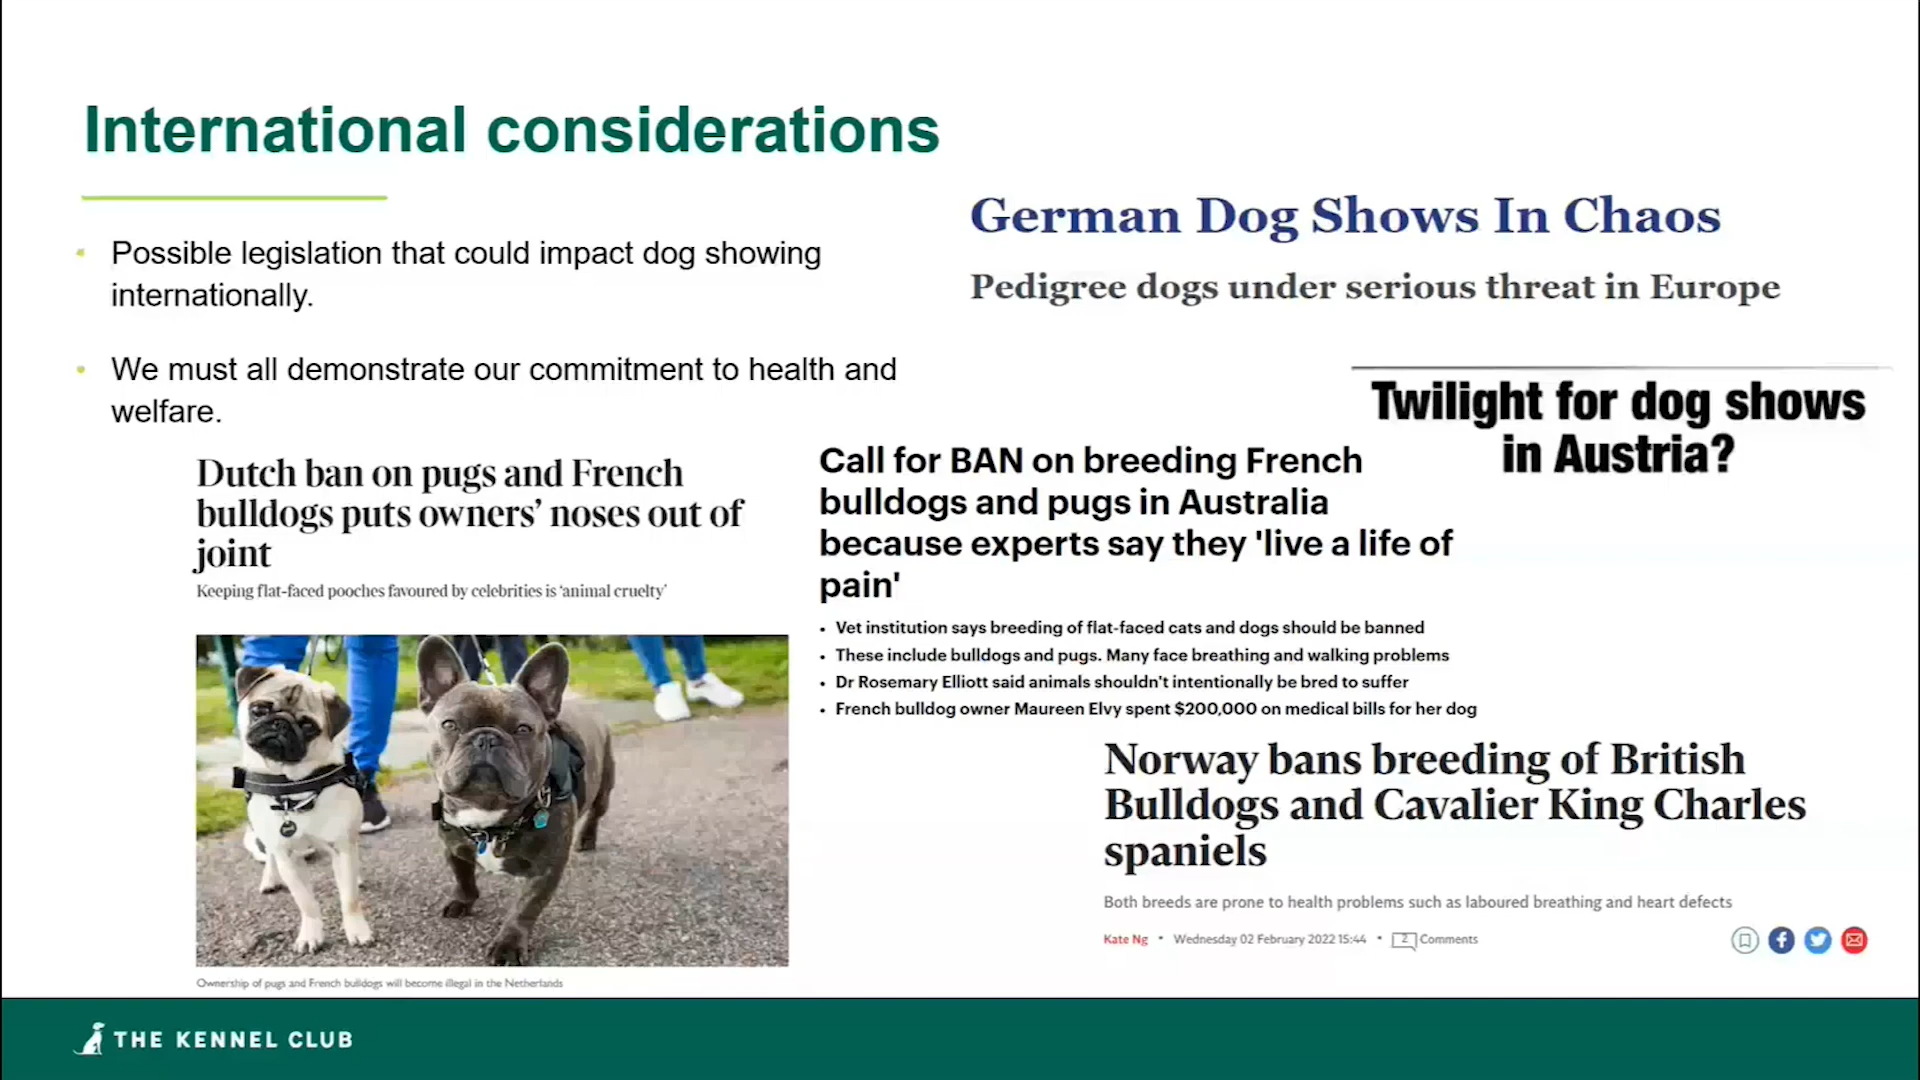 International considerations
Possible legislation that could impact dog showing
internationally.
We must all demonstrate our commitment to health and
welfare.
German Dog Shows In Chaos
Pedigree dogs under serious threat in Europe
Twilight for dog shows
in Austria?
Dutch ban on pugs and French
bulldogs puts owners’ noses out of
joint
Keeping flat-faced pooches favoured by celebrities is ‘animal cruelty’
Ownership of pugs and French bulldogs will become illegal in the Netherlands
Call for BAN on breeding French
bulldogs and pugs in Australia
because experts say they 'live a life of
pain'
• Vet institution says breeding of flat-faced cats and dogs should be banned
• These include bulldogs and pugs. Many face breathing and walking problems
• Dr Rosemary Elliott said animals shouldn't intentionally be bred to suffer
• French bulldog owner Maureen Elvy spent $200,000 on medical bills for her dog
Norway bans breeding of British
Bulldogs and Cavalier King Charles
spaniels
Both breeds are prone to health problems such as laboured breathing and heart defects
Kate Ng • Wednesday 02 February 2022 15:44 • 2 Comments
THE KENNEL CLUB